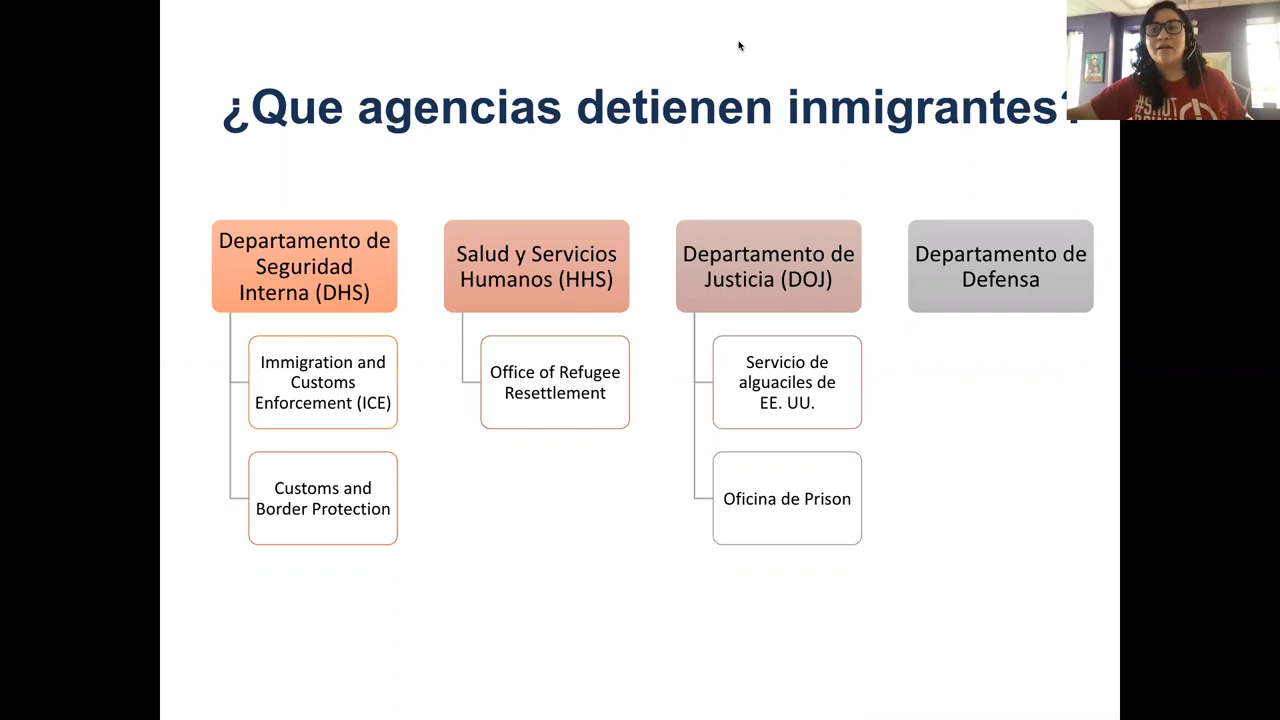 ¿Que agencias detienen inmigrantes?
Departamento de
Seguridad
Interna (DHS)
Immigration and
Customs
Enforcement (ICE)
Customs and
Border Protection
Salud y Servicios
Humanos (HHS)
Office of Refugee
Resettlement
Departamento de
Justicia (DOJ)
Servicio de
alguaciles de
EE. UU.
Oficina de Prison
Departamento de
Defensa